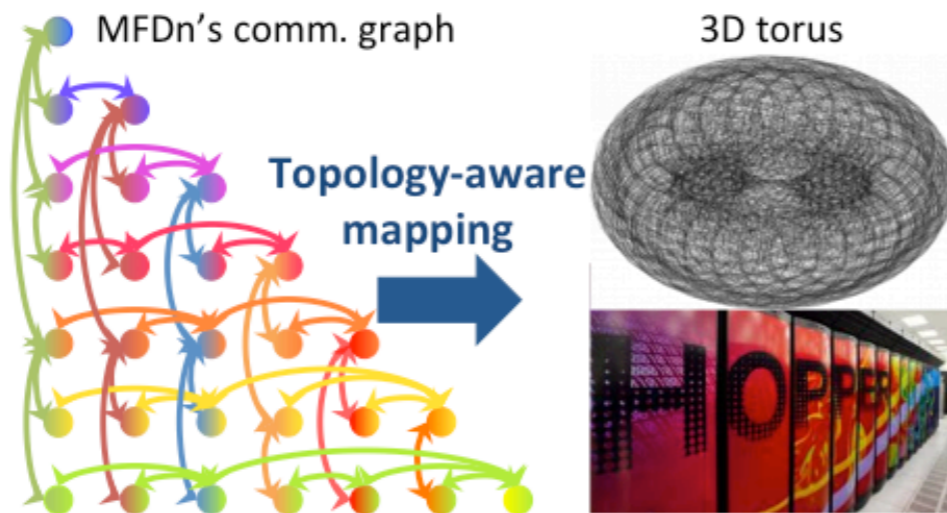 MFDn's comm. graph
3D torus
Topology-aware
mapping
HOPPER